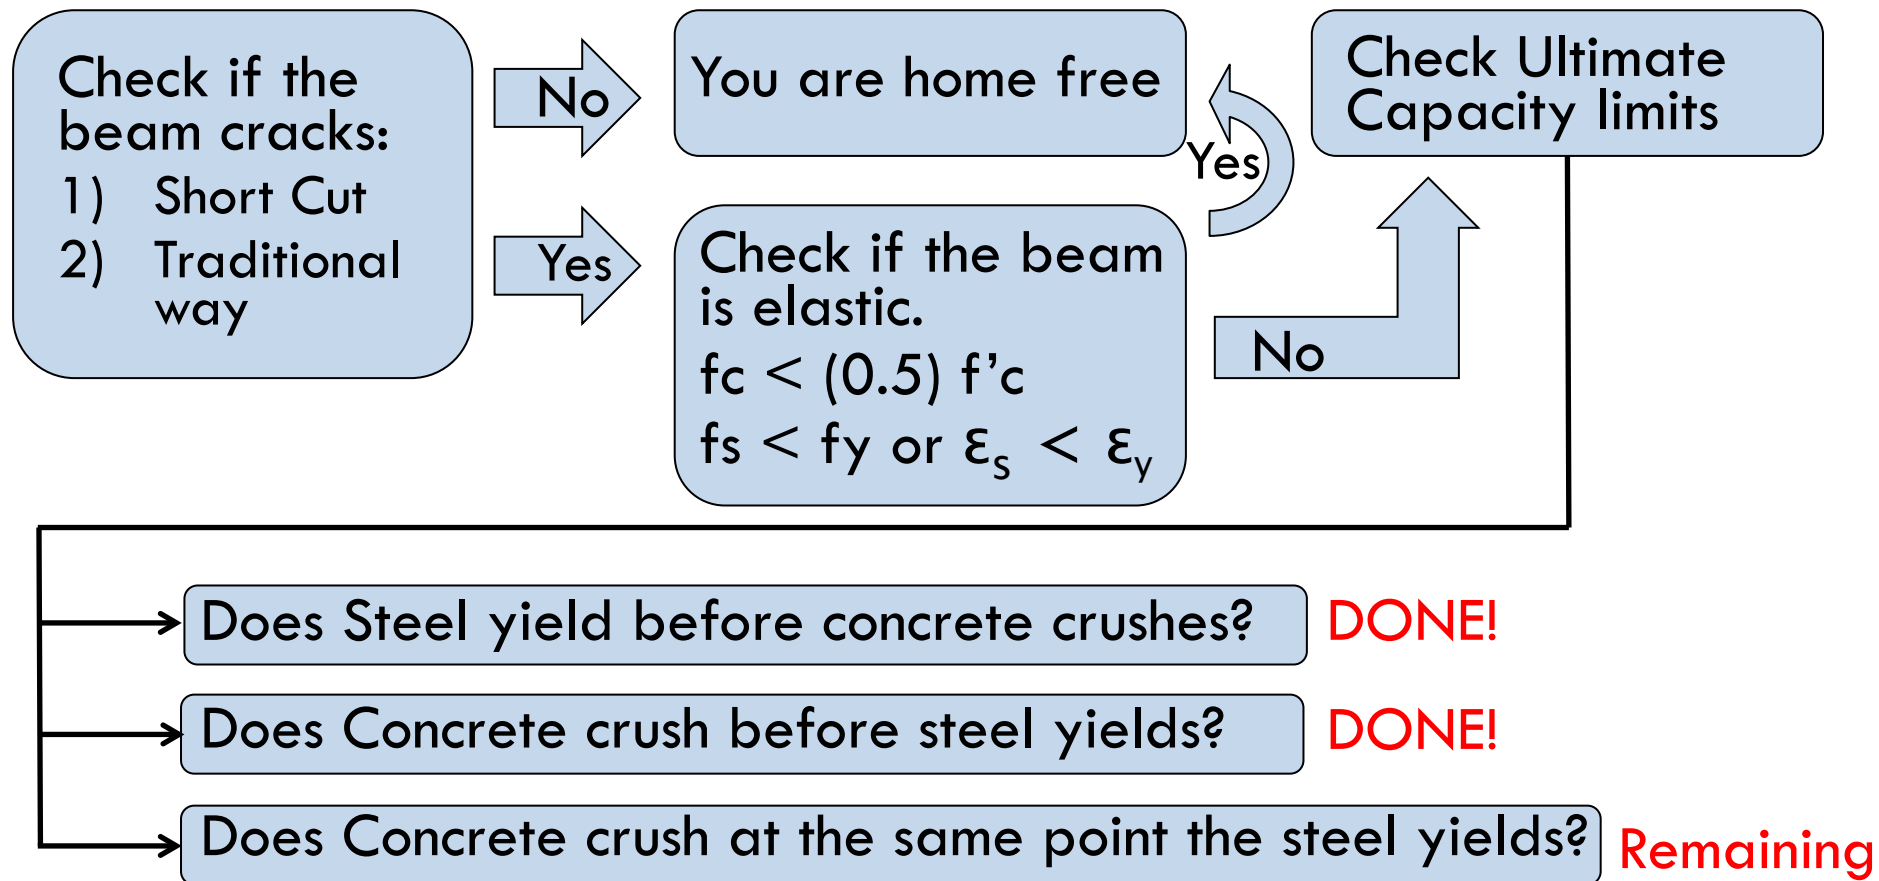 Check if the
beam cracks:
1) Short Cut
2) Traditional
way
No
You are home free
Yes
Check if the beam
is elastic.
fc < (0.5) f’c
fs < fy or εs < εy
Yes
No
Check Ultimate
Capacity limits
Does Steel yield before concrete crushes?
DONE!
Does Concrete crush before steel yields?
DONE!
Does Concrete crush at the same point the steel yields?
Remaining